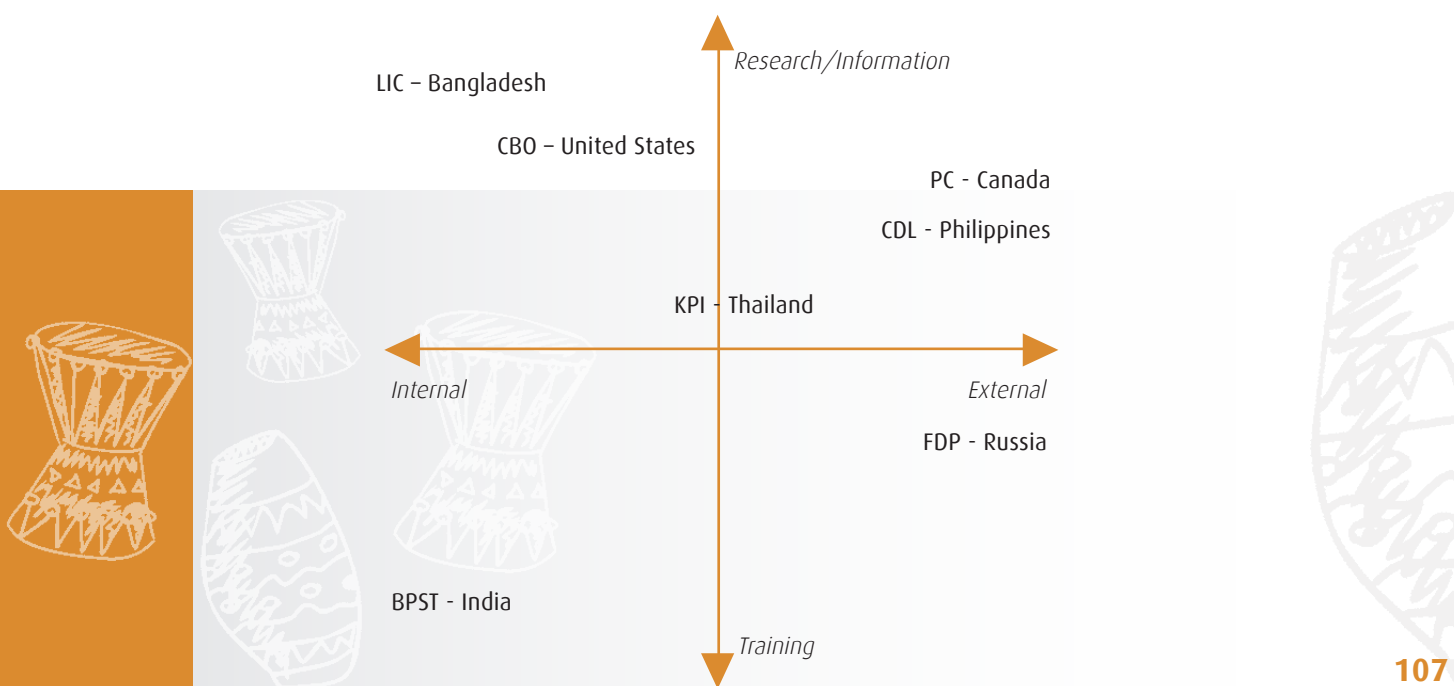 Research/Information
LIC – Bangladesh
CBO – United States
PC - Canada
CDL - Philippines
KPI - Thailand
Internal
External
FDP - Russia
BPST - India
Training
107